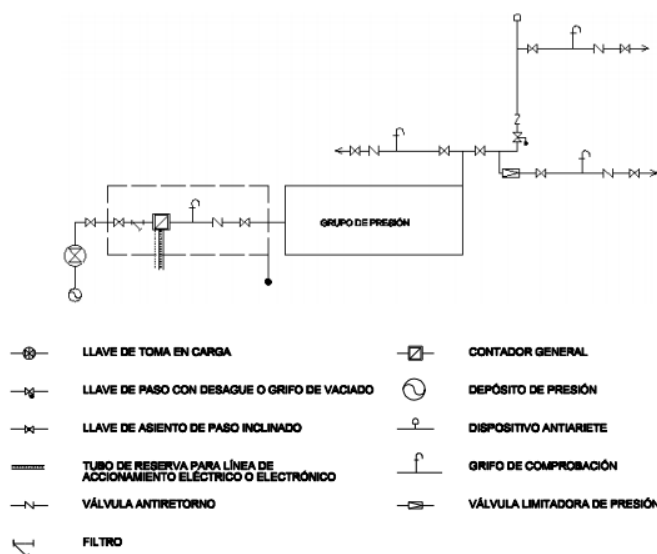 GRUPO DE PRESIÓN
LLAVE DE TOMA EN CARGA
LLAVE DE PASO CON DESAGUE O GRIFO DE VACIADO
LLAVE DE ASIENTO DE PASO INCLINADO
TUBO DE RESERVA PARA LÍNEA DE
ACCIONAMIENTO ELÉCTRICO O ELECTRÓNICO
VÁLVULA ANTIRETORNO
FILTRO
CONTADOR GENERAL
DEPÓSITO DE PRESIÓN
DISPOSITIVO ANTIARIETE
GRIFO DE COMPROBACIÓN
VÁLVULA LIMITADORA DE PRESIÓN